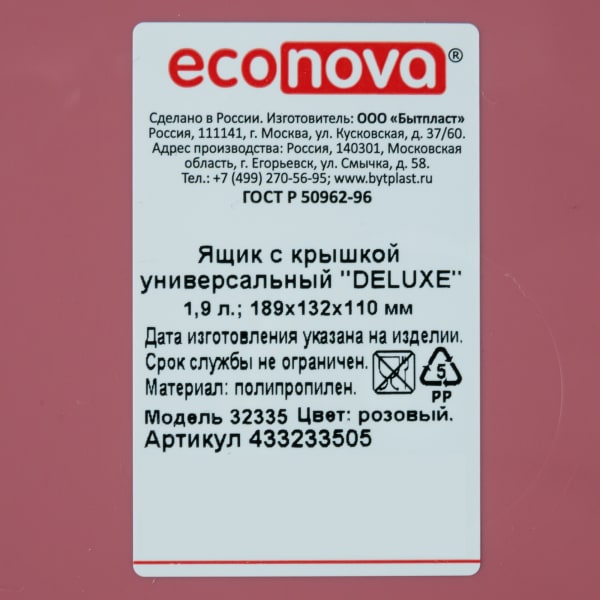 econova®
Сделано в России. Изготовитель: ООО «Бытпласт»
Россия, 111141, г. Москва, ул. Кусковская, д. 37/60.
Адрес производства: Россия, 140301, Московская
область, г. Егорьевск, ул. Смычка, д. 58.
Тел.: +7 (499) 270-56-95; www.bytplast.ru
ГОСТ Р 50962-96
Ящик с крышкой
универсальный "DELUXE"
1,9 л.; 189x132x110 мм
Дата изготовления указана на изделии.
Срок службы не ограничен.
Материал: полипропилен.
5
PP
Модель 32335 Цвет: розовый.
Артикул 433233505